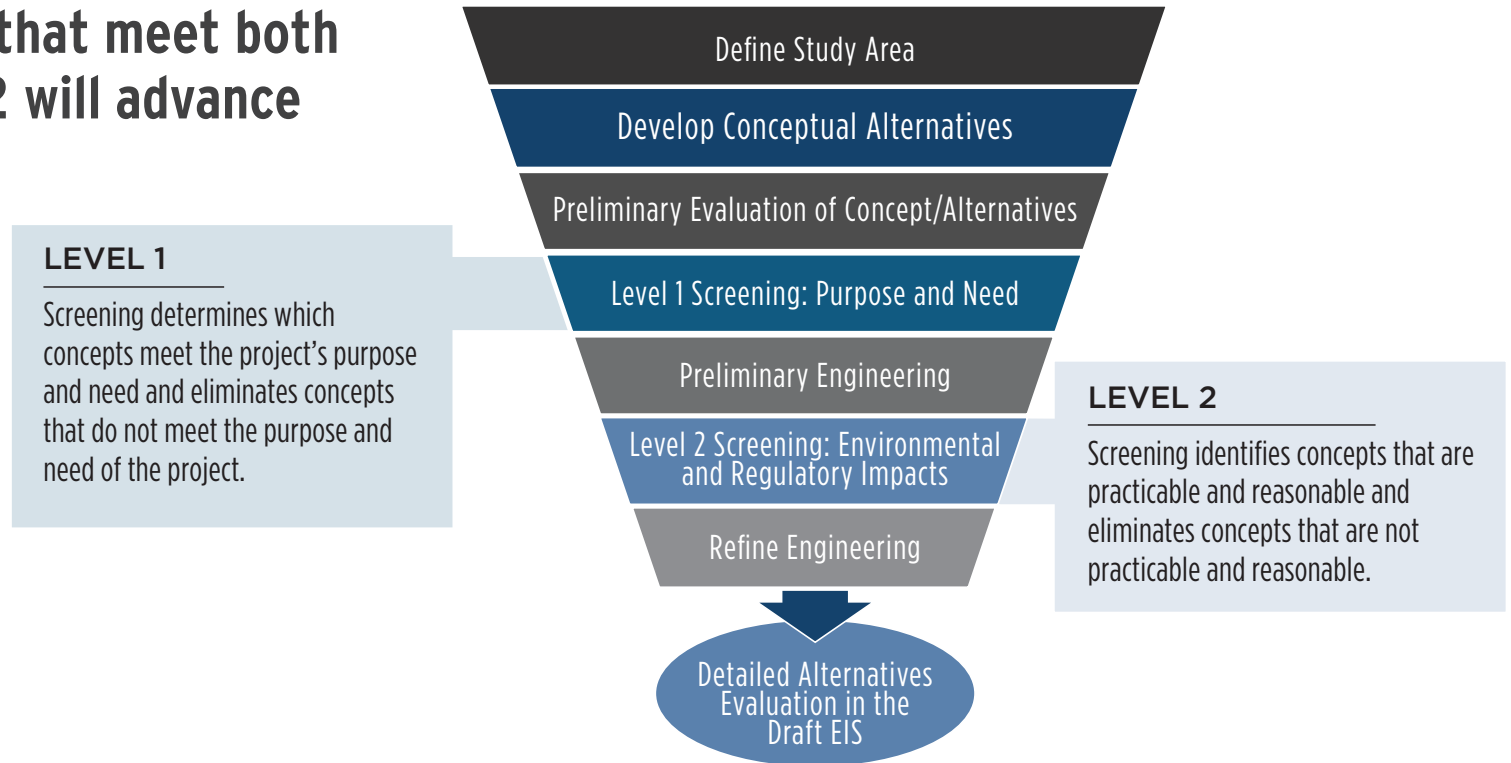 that meet both
2 will advance
Define Study Area
Develop Conceptual Alternatives
Preliminary Evaluation of Concept/Alternatives
Level 1 Screening: Purpose and Need
Preliminary Engineering
Level 2 Screening: Environmental
and Regulatory Impacts
Refine Engineering
Detailed Alternatives
Evaluation in the
Draft EIS
LEVEL 1
Screening determines which
concepts meet the project’s purpose
and need and eliminates concepts
that do not meet the purpose and
need of the project.
LEVEL 2
Screening identifies concepts that are
practicable and reasonable and
eliminates concepts that are not
practicable and reasonable.